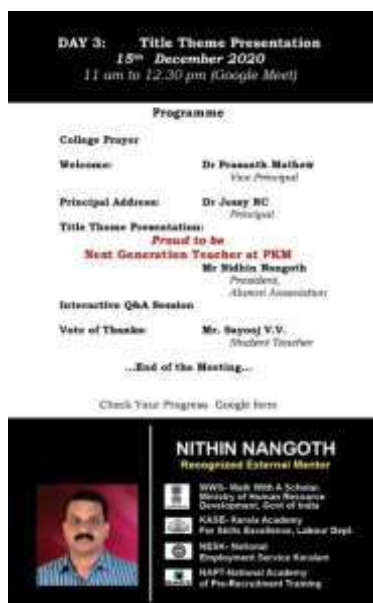 DAY 3: Title Theme Presentation
15th December 2020
11 am to 12.30 pm (Google Meet)
Programme
College Prayer
Welcome: Dr Prasanth Mathew
Vice Principal
Principal Address: Dr Jessy NC
Principal
Title Theme Presentation:
Proud to be
Next Generation Teacher at PKM
Mr Nidhin Nangoth
President,
Alumni Association
Interactive Q&A Session
Vote of Thanks: Mr. Sayooj V.V.
Student Teacher
...End of the Meeting...
Check Your Progress Google form
NITHIN NANGOTH
Recognized External Mentor
WWS- Walk With A Scholar
Ministry of Human Resource
Development, Govt of India
KASE- Kerala Academy
For Skills Excellence, Labour Dept
NESK- National
Employment Service Keralam
NAPT-National Academy
of Pre-Recruitment Training